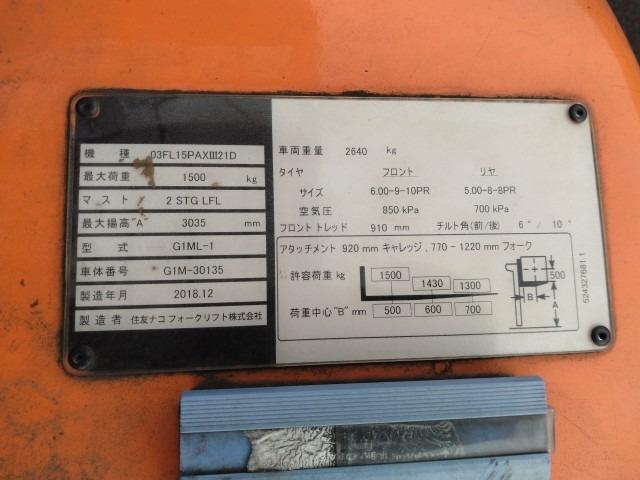 機種 03FL15PAXⅢ21D
最大荷重 1500 kg
マスト 2 STG LFL
最大揚高"A" 3035 mm
型式 G1ML-1
車体番号 G1M-30135
製造年月 2018.12
製造者 住友ナコフォークリフト株式会社
車両重量 2640 kg
タイヤ フロント リヤ
サイズ 6.00-9-10PR 5.00-8-8PR
空気圧 850 kPa 700 kPa
フロントトレッド 910 mm チルト角(前/後) 6°/ 10°
アタッチメント 920 mm キャレッジ, 770 - 1220 mm フォーク
許容荷重 kg 1500 1430 1300
荷重中心"B" mm 500 600 700
500
B
A
524327681.1